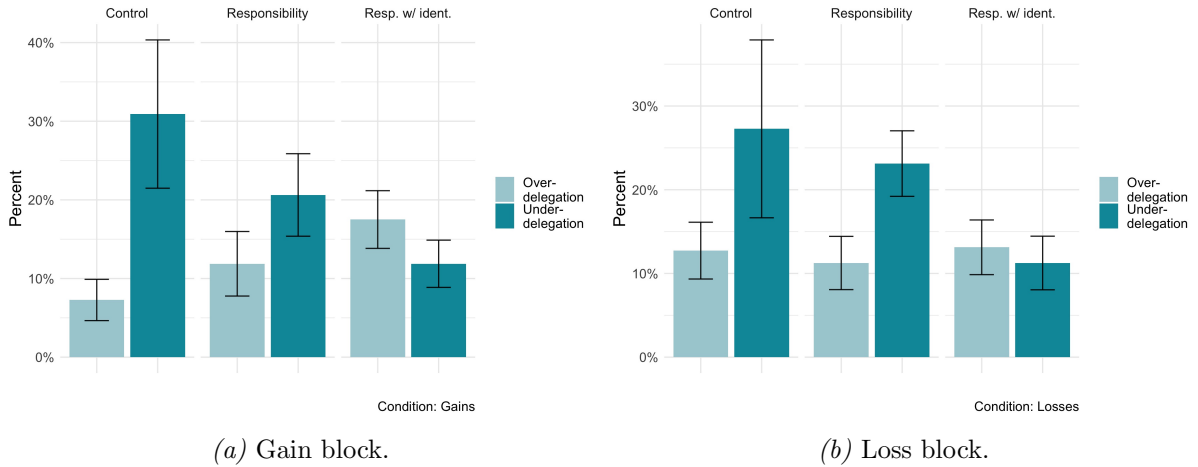 Control Responsibility Resp. w/ ident.
40%
30%
20%
10%
0%
Percent
Over-
delegation
Under-
delegation
Condition: Gains
(a) Gain block.
Control Responsibility Resp. w/ ident.
30%
20%
10%
0%
Percent
Over-
delegation
Under-
delegation
Condition: Losses
(b) Loss block.